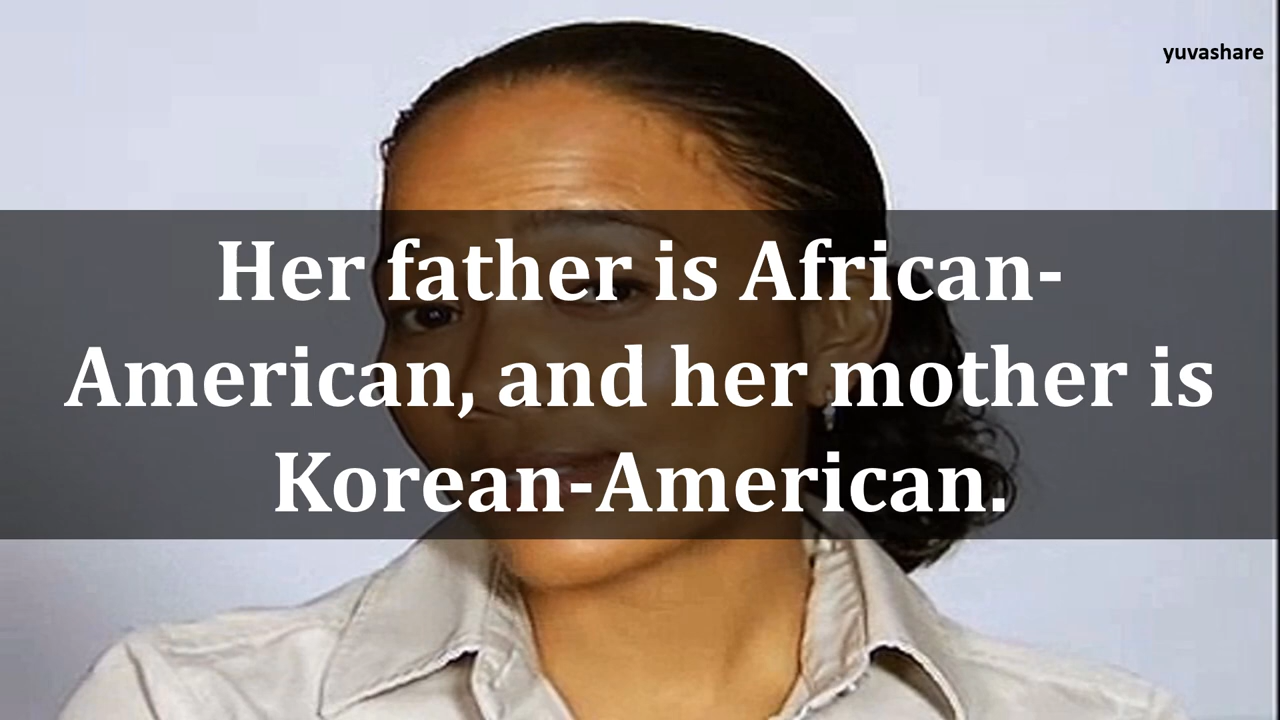 yuvashare
Her father is African-
American, and her mother is
Korean-American.